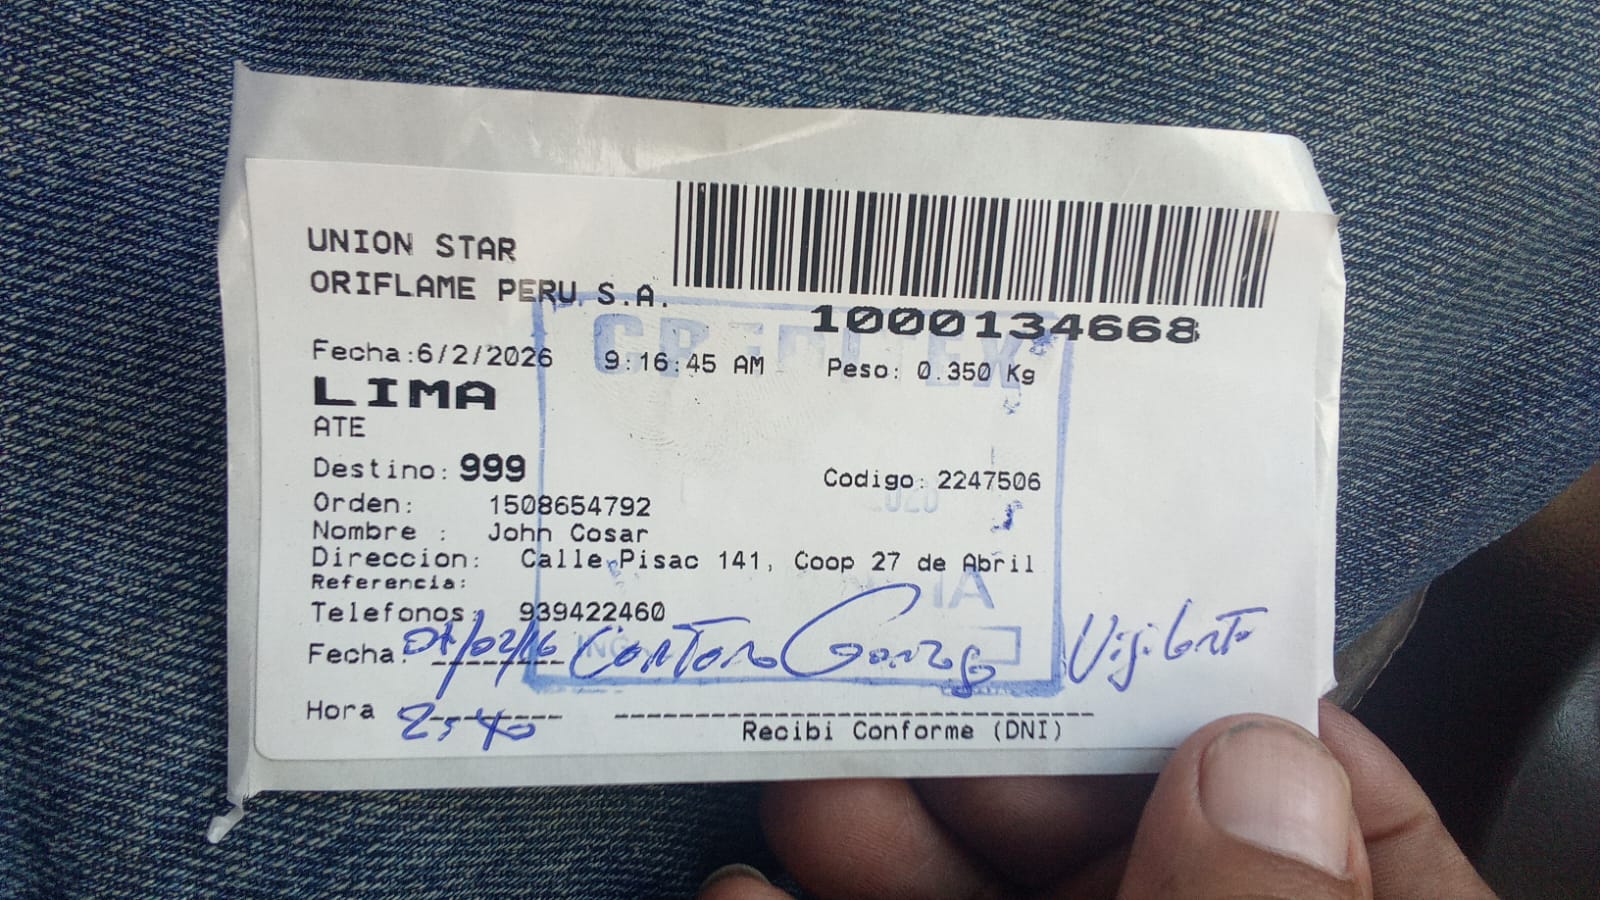 UNION STAR
ORIFLAME PERU S.A.
1000134668
Fecha:6/2/2026 9:16:45 AM Peso: 0.350 Kg
LIMA
ATE
Destino: 999 Codigo: 2247506
Orden: 1508654792
Nombre : John Cosar
Direccion: Calle Pisac 141, Coop 27 de Abril
Referencia:
Telefonos: 939422460
Fecha:
Hora
Recibi Conforme (DNI)